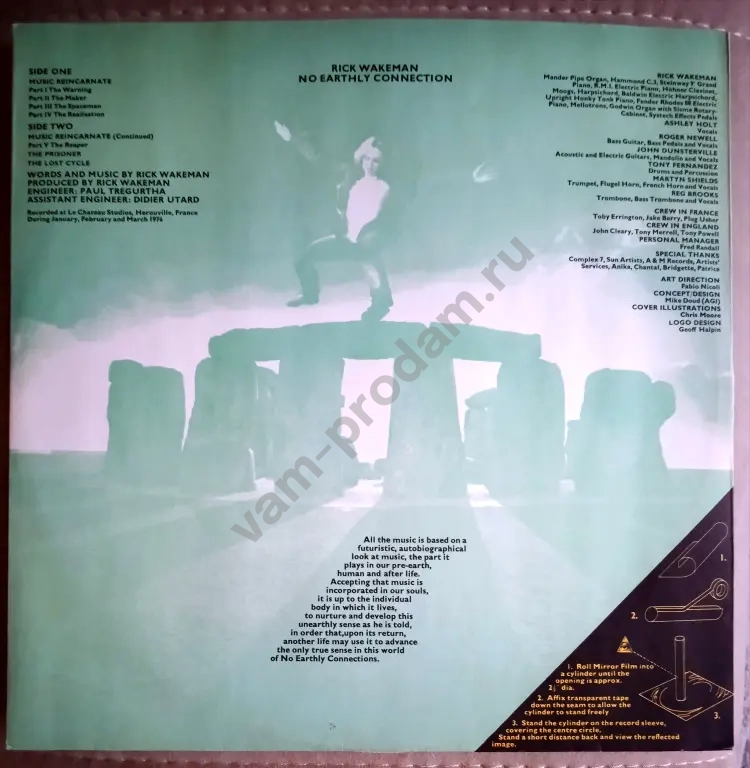 RICK WAKEMAN
NO EARTHLY CONNECTION
SIDE ONE
MUSIC REINCARNATE
Part I The Warning
Part II The Maker
Part III The Spaceman
Part IV The Realisation
SIDE TWO
MUSIC REINCARNATE (Continued)
Part V The Reaper
THE PRISONER
THE LOST CYCLE
WORDS AND MUSIC BY RICK WAKEMAN
PRODUCED BY RICK WAKEMAN
ENGINEER: PAUL TREGURTHA
ASSISTANT ENGINEER: DIDIER UTARD
Recorded at Le Chateau Studios, Herouville, France
During January, February and March 1976
RICK WAKEMAN
Mander Pipe Organ, Hammond C.3, Steinway 9' Grand
Piano, R.M.I. Electric Piano, Hohner Clavinet,
Moogs, Harpsichord, Baldwin Electric Harpsichord,
Upright Honky Tonk Piano, Fender Rhodes 88 Electric
Piano, Mellotrons, Godwin Organ with Sisme Rotary
Cabinet, Systech Effects Pedals
ASHLEY HOLT
Vocals
ROGER NEWELL
Bass Guitar, Bass Pedals and Vocals
JOHN DUNSTERVILLE
Acoustic and Electric Guitars, Mandolin and Vocals
TONY FERNANDEZ
Drums and Percussion
MARTYN SHIELDS
Trumpet, Flugel Horn, French Horn and Vocals
REG BROOKS
Trombone, Bass Trombone and Vocals
CREW IN FRANCE
Toby Errington, Jake Berry, Plug Usher
CREW IN ENGLAND
John Cleary, Tony Merrell, Tony Powell
PERSONAL MANAGER
Fred Randall
SPECIAL THANKS
Complex 7, Sun Artists, A & M Records, Artists'
Services, Anika, Chantal, Bridgette, Patrice
ART DIRECTION
Fabio Nicoli
CONCEPT/DESIGN
Mike Doud (AGI)
COVER ILLUSTRATIONS
Chris Moore
LOGO DESIGN
Geoff Halpin
vam-prodam.ru
All the music is based on a
futuristic, autobiographical
look at music, the part it
plays in our pre-earth,
human and after life.
Accepting that music is
incorporated in our souls,
it is up to the individual
body in which it lives,
to nurture and develop this
unearthly sense as he is told,
in order that,upon its return,
another life may use it to advance
the only true sense in this world
of No Earthly Connections.
1.
2.
3.
1. Roll Mirror Film into
a cylinder until the
opening is approx.
dia.
2. Affix transparent tape
down the seam to allow the
cylinder to stand freely
3. Stand the cylinder on the record sleeve,
covering the centre circle.
Stand a short distance back and view the reflected
image.